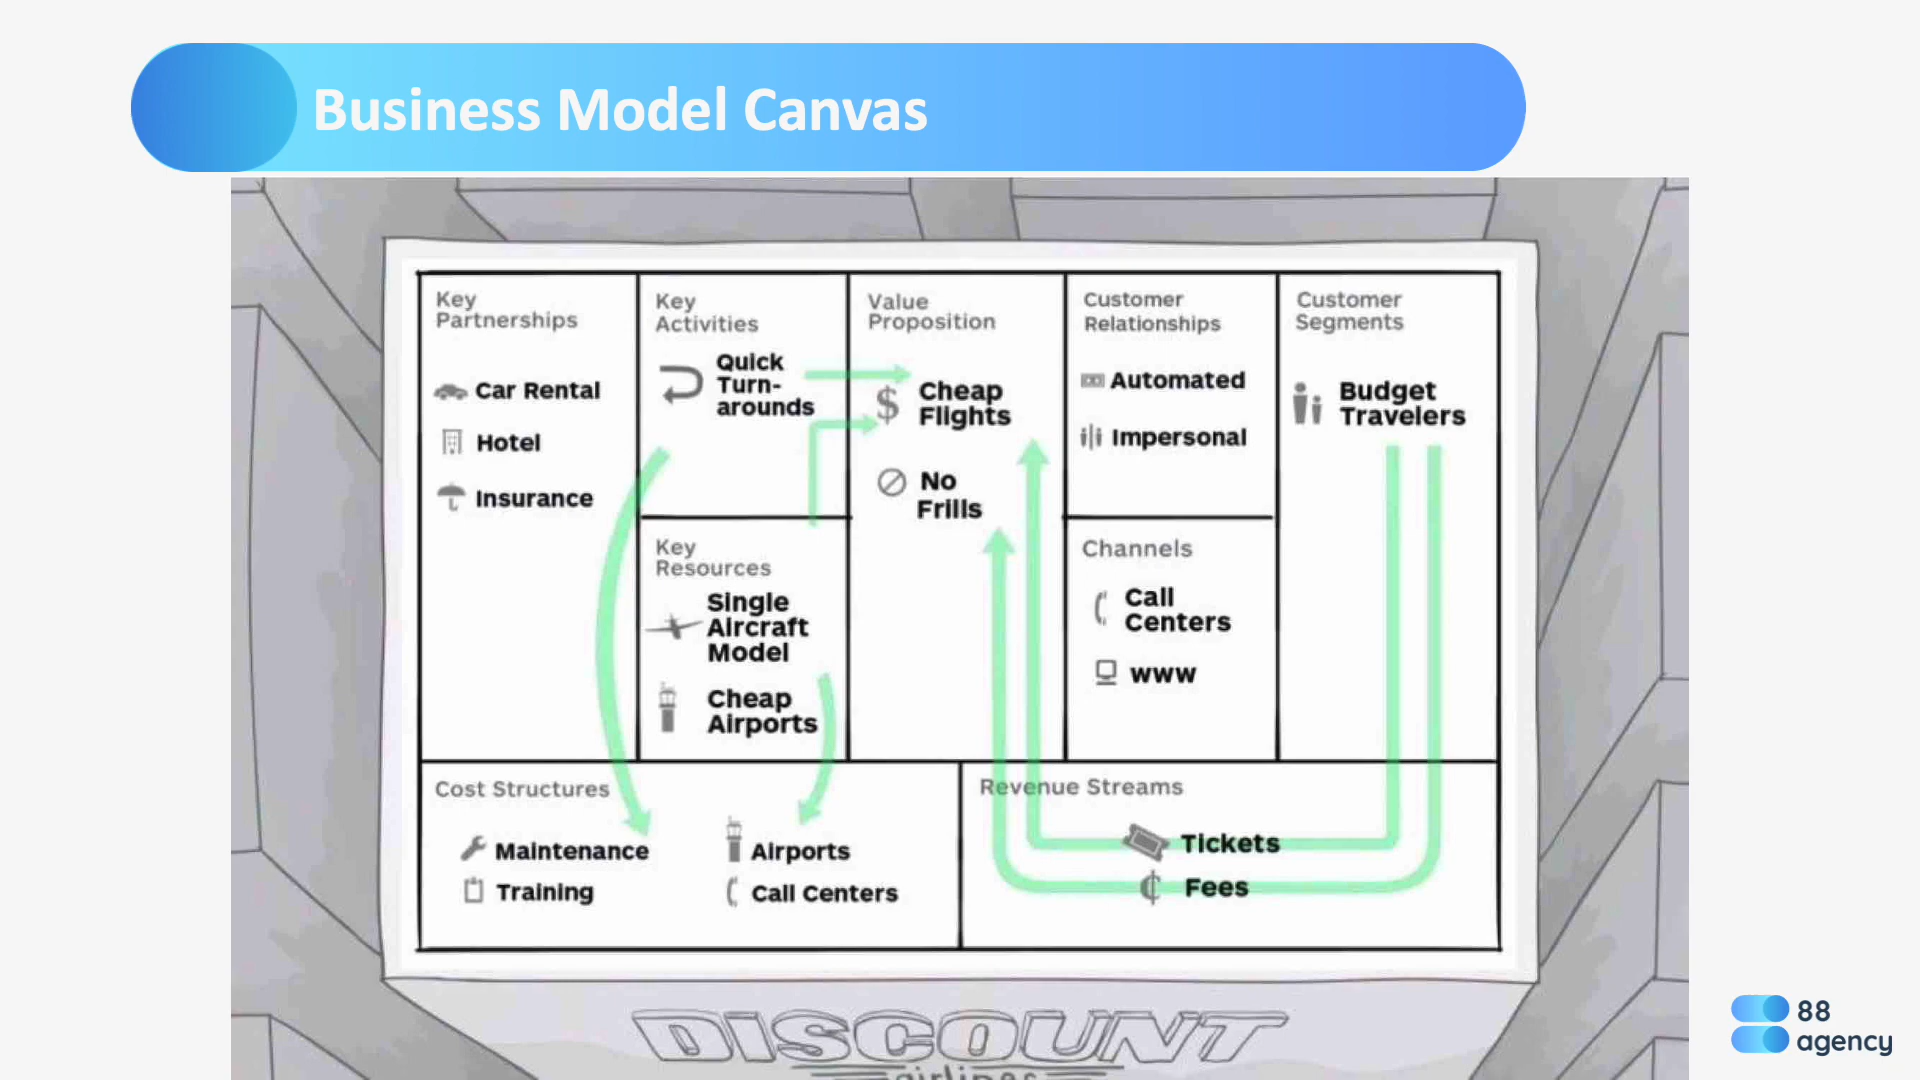 Business Model Canvas
Key
Partnerships
Car Rental
Hotel
Insurance
Key
Activities
Quick
Turn-
arounds
Key
Resources
Single
Aircraft
Model
Cheap
Airports
Value
Proposition
$ Cheap
Flights
No
Frills
Customer
Relationships
Automated
Impersonal
Channels
Call
Centers
www
Customer
Segments
Budget
Travelers
Cost Structures
Maintenance
Training
Airports
Call Centers
Revenue Streams
Tickets
¢ Fees
DISCOUNT
airlines
88
agency